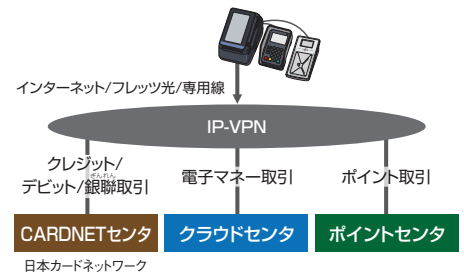 インターネット/フレッツ光/専用線
IP-VPN
クレジット/
デビット/銀聯取引
ぎんれん
電子マネー取引
ポイント取引
CARDNETセンタ
クラウドセンタ
ポイントセンタ
日本カードネットワーク